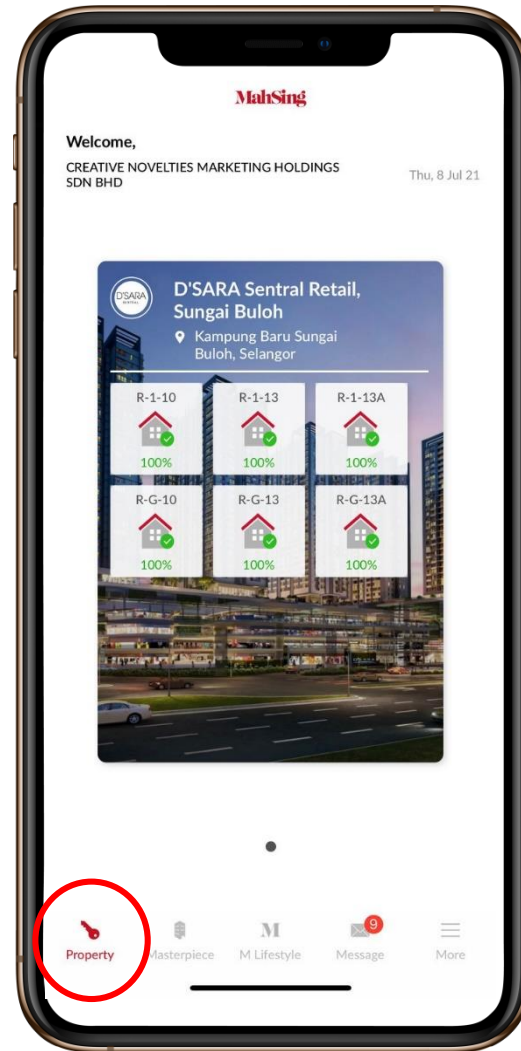 MahSing
Welcome,
CREATIVE NOVELTIES MARKETING HOLDINGS
SDN BHD
Thu, 8 Jul 21
D'SARA
SENTRAL
D'SARA Sentral Retail,
Sungai Buloh
Kampung Baru Sungai
Buloh, Selangor
R-1-10 R-1-13 R-1-13A
100% 100% 100%
R-G-10 R-G-13 R-G-13A
100% 100% 100%
M 9
Property Masterpiece M Lifestyle Message More